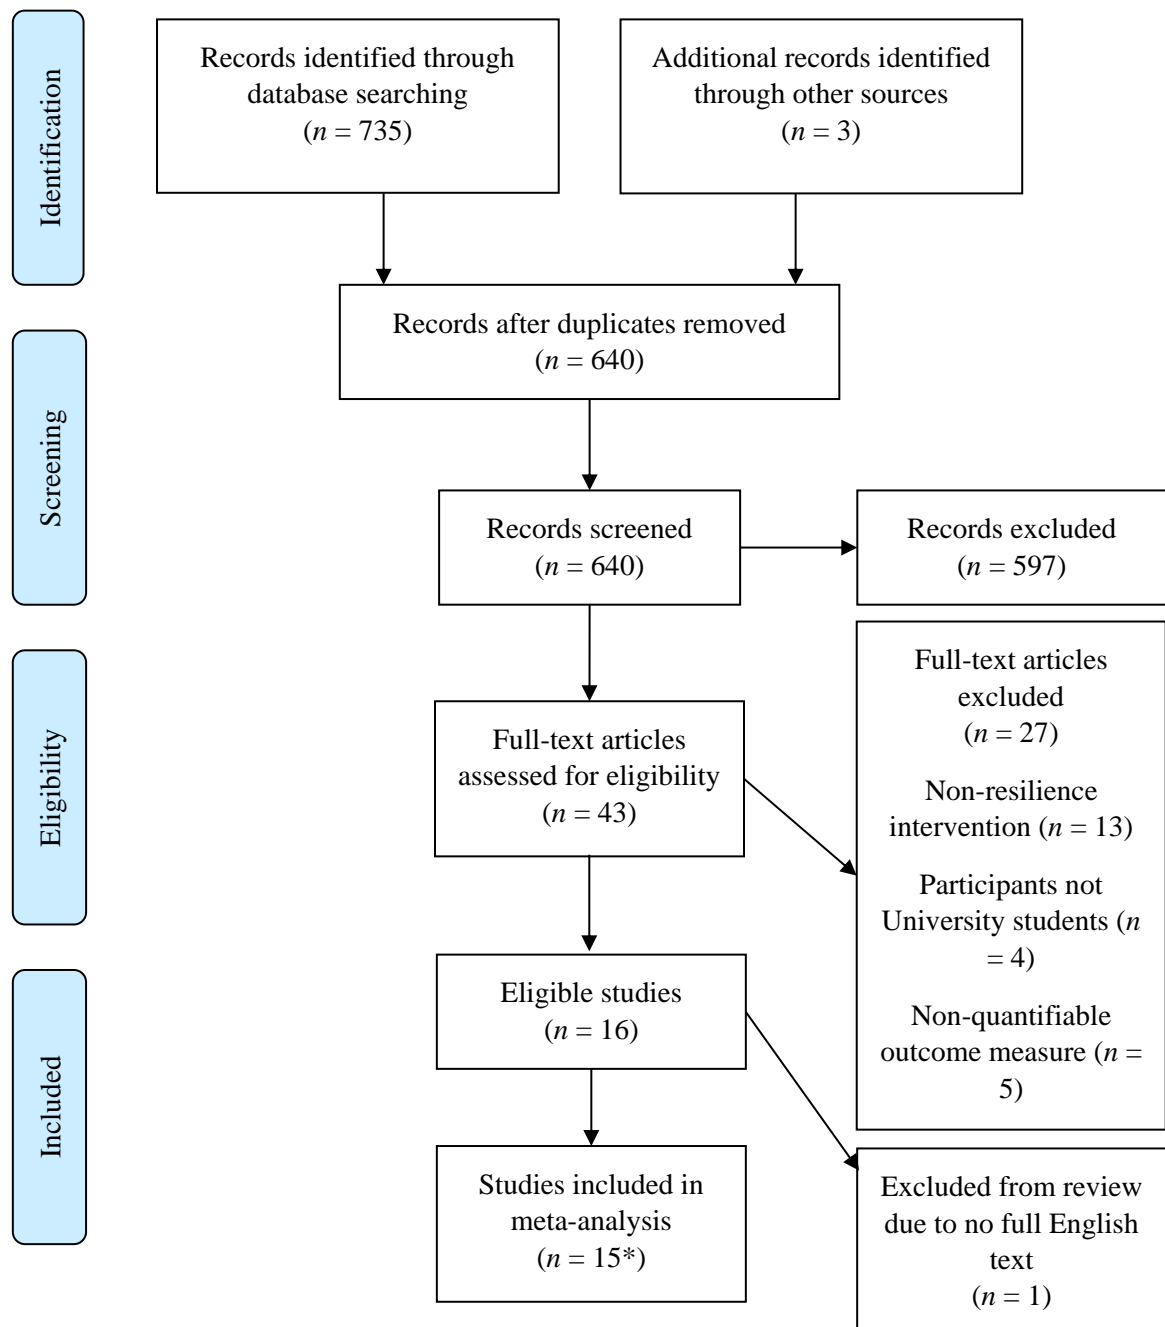 Identification
Records identified through
database searching
(n = 735)
Additional records identified
through other sources
(n = 3)
Records after duplicates removed
(n = 640)
Screening
Records screened
(n = 640)
Records excluded
(n = 597)
Eligibility
Full-text articles
assessed for eligibility
(n = 43)
Full-text articles
excluded
(n = 27)
Non-resilience
intervention (n = 13)
Participants not
University students (n
= 4)
Non-quantifiable
outcome measure (n =
5)
Included
Eligible studies
(n = 16)
Studies included in
meta-analysis
(n = 15*)
Excluded from review
due to no full English
text
(n = 1)